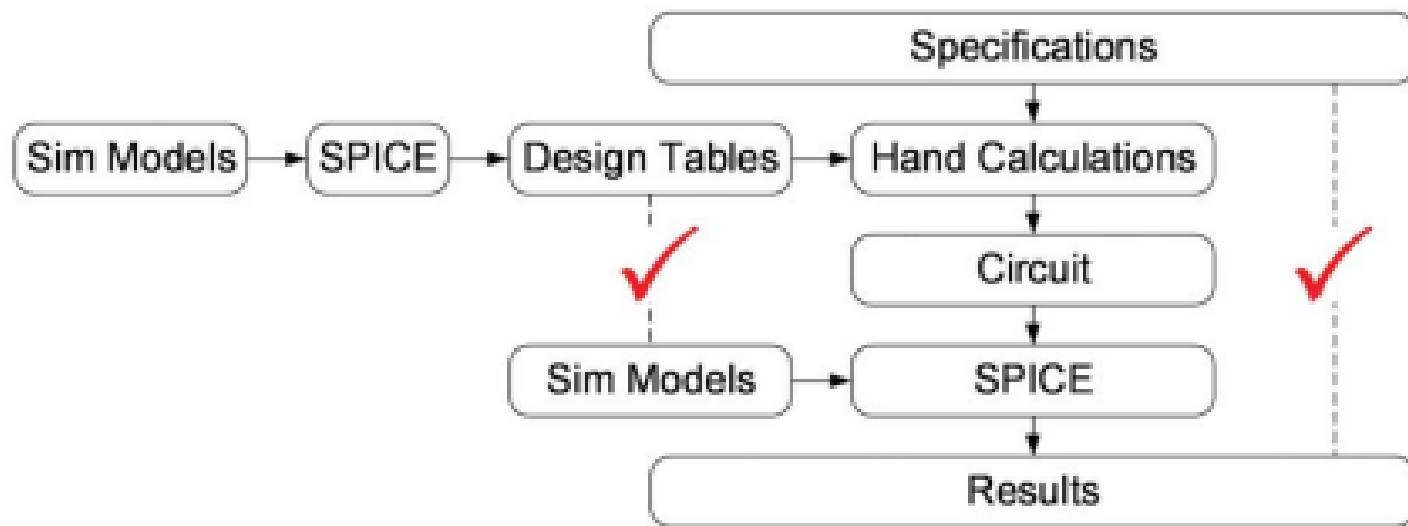 Specifications
Sim Models
SPICE
Design Tables
Hand Calculations
Circuit
Sim Models
SPICE
Results